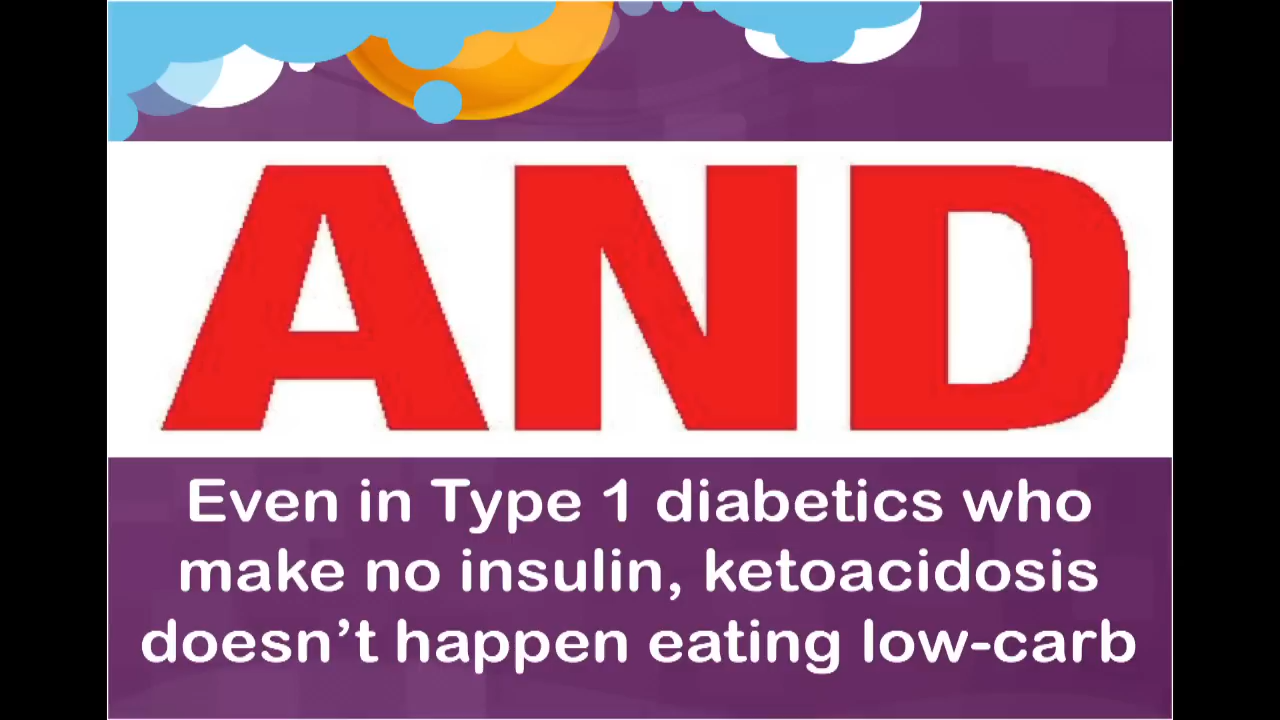 AND
Even in Type 1 diabetics who
make no insulin, ketoacidosis
doesn’t happen eating low-carb